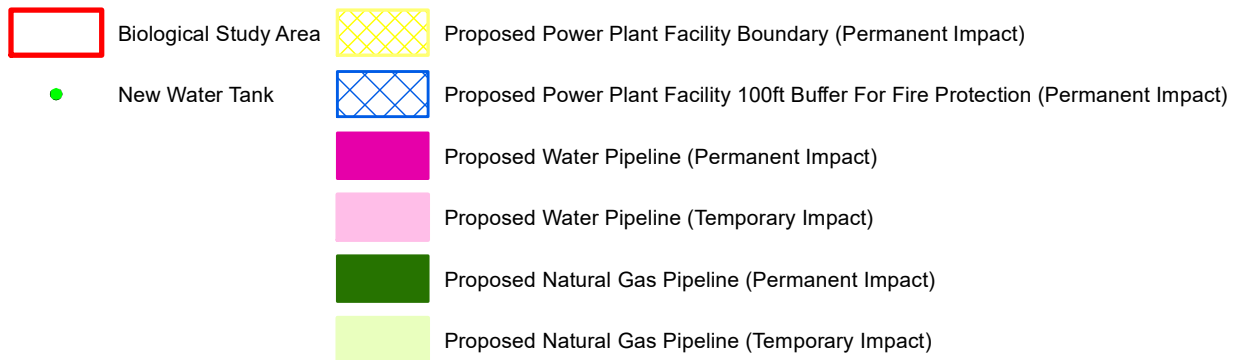 Biological Study Area
New Water Tank
Proposed Power Plant Facility Boundary (Permanent Impact)
Proposed Power Plant Facility 100ft Buffer For Fire Protection (Permanent Impact)
Proposed Water Pipeline (Permanent Impact)
Proposed Water Pipeline (Temporary Impact)
Proposed Natural Gas Pipeline (Permanent Impact)
Proposed Natural Gas Pipeline (Temporary Impact)